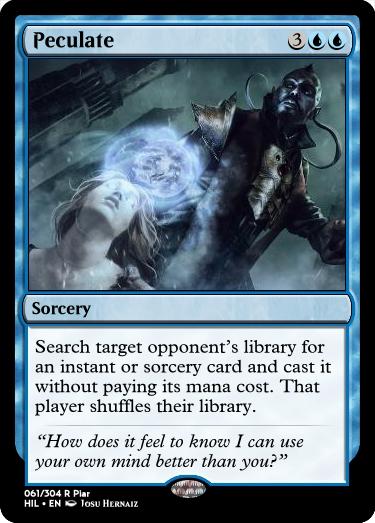 Peculate 3
Sorcery
Search target opponent's library for
an instant or sorcery card and cast it
without paying its mana cost. That
player shuffles their library.
“How does it feel to know I can use
your own mind better than you?”
061/304 R Piar
HIL • EN Josu Hernaiz